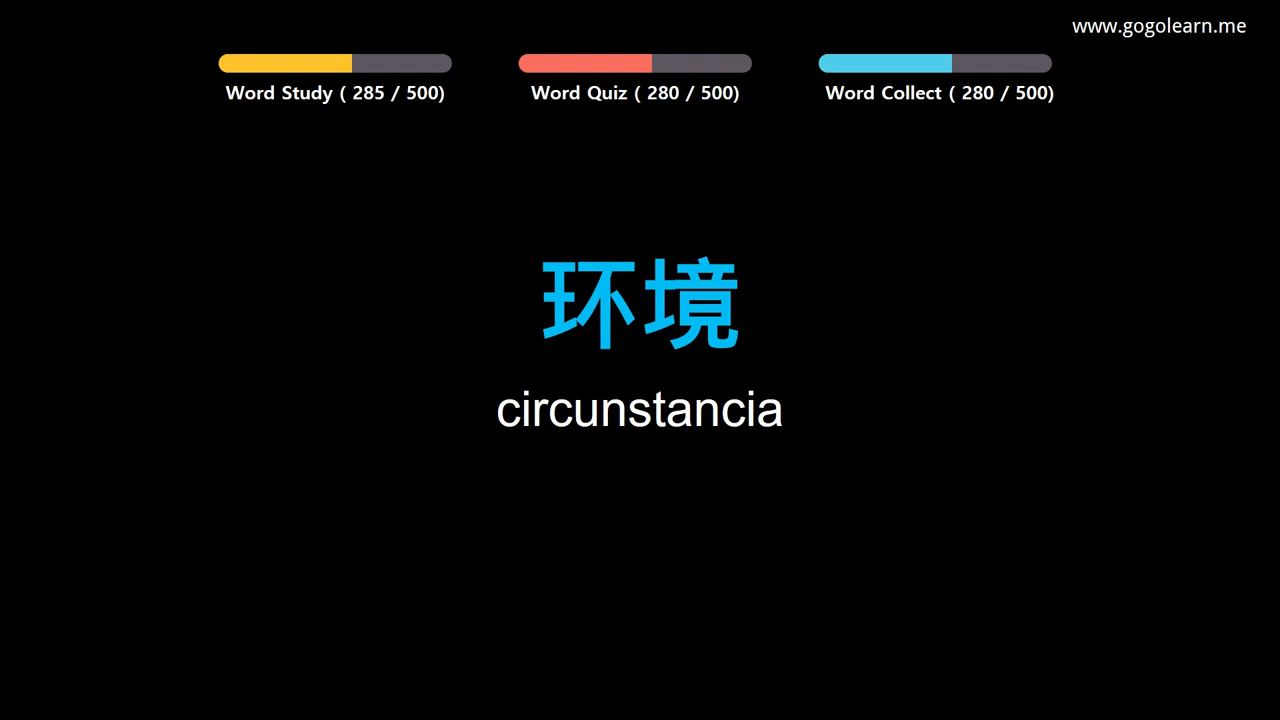 www.gogolearn.me
Word Study ( 285 / 500)
Word Quiz ( 280 / 500)
Word Collect ( 280 / 500)
环境
circunstancia